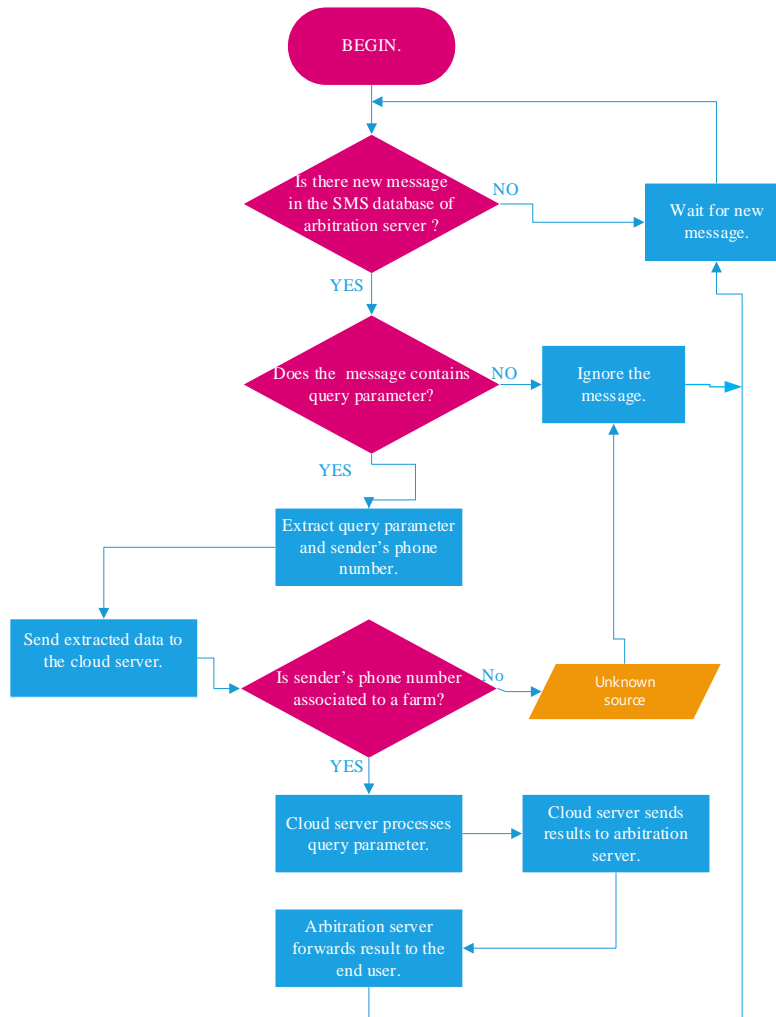 BEGIN.
Is there new message
in the SMS database of
arbitration server ?
NO
Wait for new
message.
YES
Does the message contains
query parameter?
NO
Ignore the
message.
YES
Extract query parameter
and sender’s phone
number.
Send extracted data to
the cloud server.
Is sender’s phone number
associated to a farm?
No
Unknown
source
YES
Cloud server processes
query parameter.
Cloud server sends
results to arbitration
server.
Arbitration server
forwards result to the
end user.